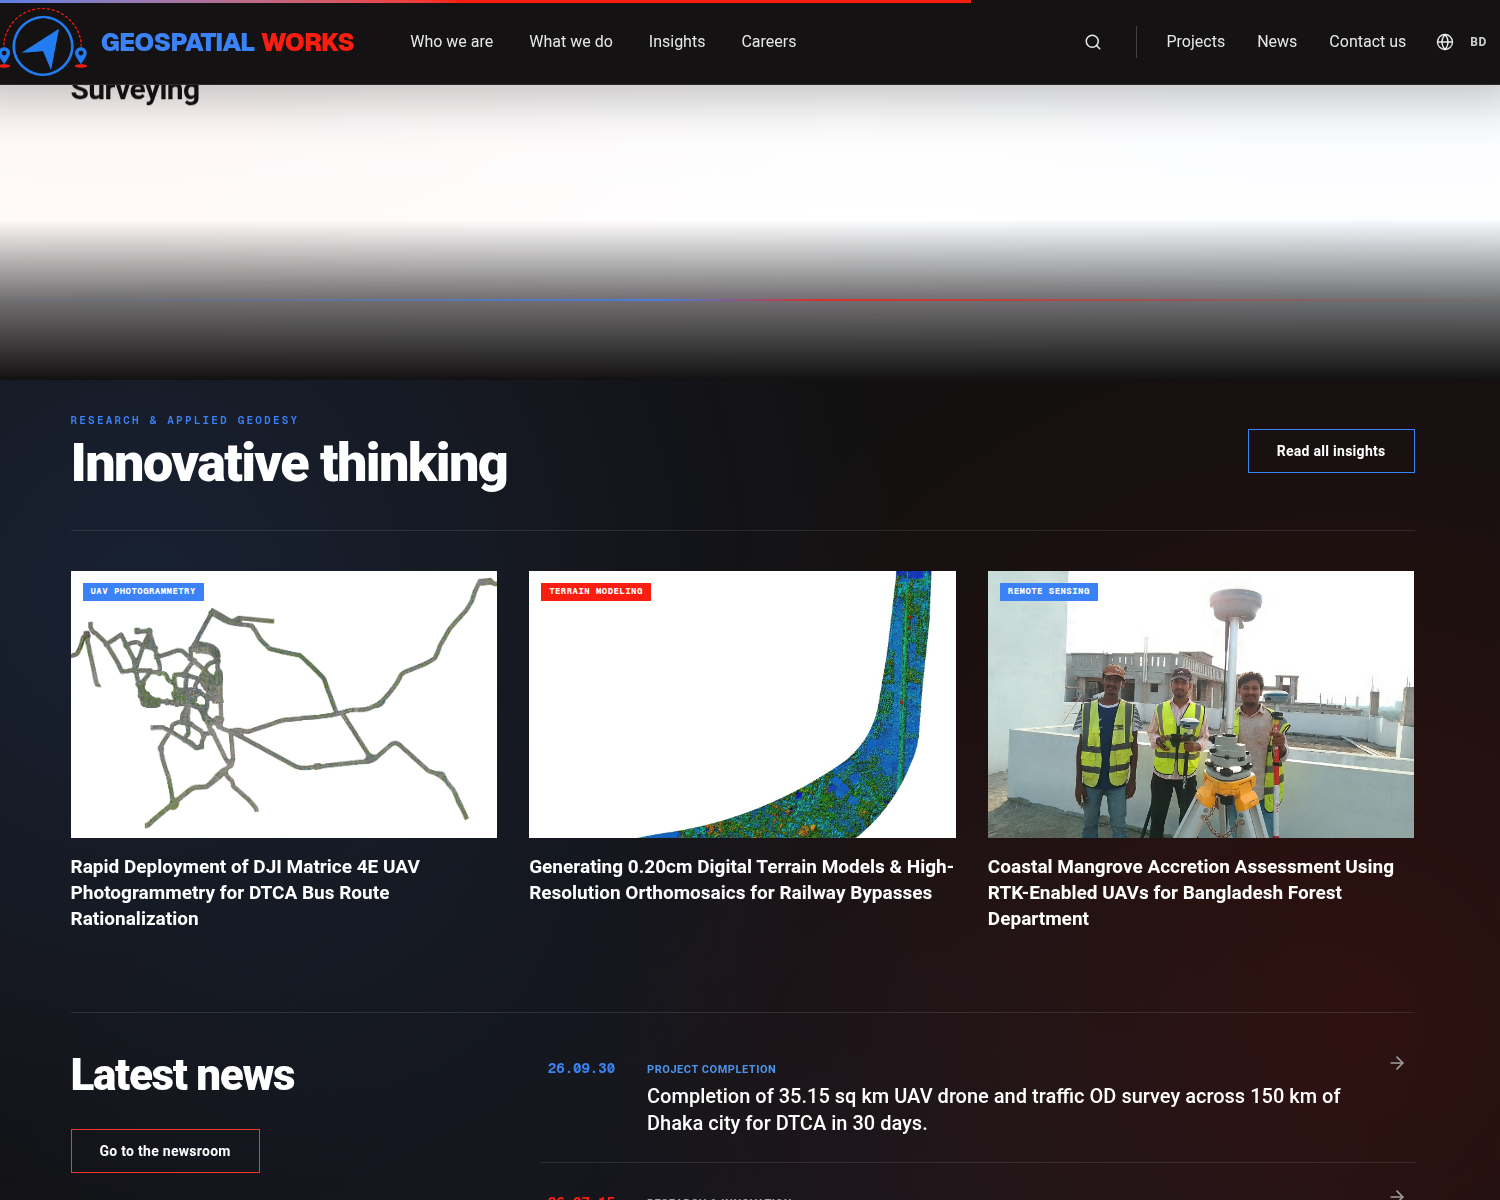 GEOSPATIAL WORKS
Who we are
What we do
Insights
Careers
Projects
News
Contact us
BD
Surveying
RESEARCH & APPLIED GEODESY
Innovative thinking
Read all insights
UAV PHOTOGRAMMETRY
TERRAIN MODELING
REMOTE SENSING
Rapid Deployment of DJI Matrice 4E UAV
Photogrammetry for DTCA Bus Route
Rationalization
Generating 0.20cm Digital Terrain Models & High-
Resolution Orthomosaics for Railway Bypasses
Coastal Mangrove Accretion Assessment Using
RTK-Enabled UAVs for Bangladesh Forest
Department
Latest news
Go to the newsroom
26.09.30
PROJECT COMPLETION
Completion of 35.15 sq km UAV drone and traffic OD survey across 150 km of
Dhaka city for DTCA in 30 days.